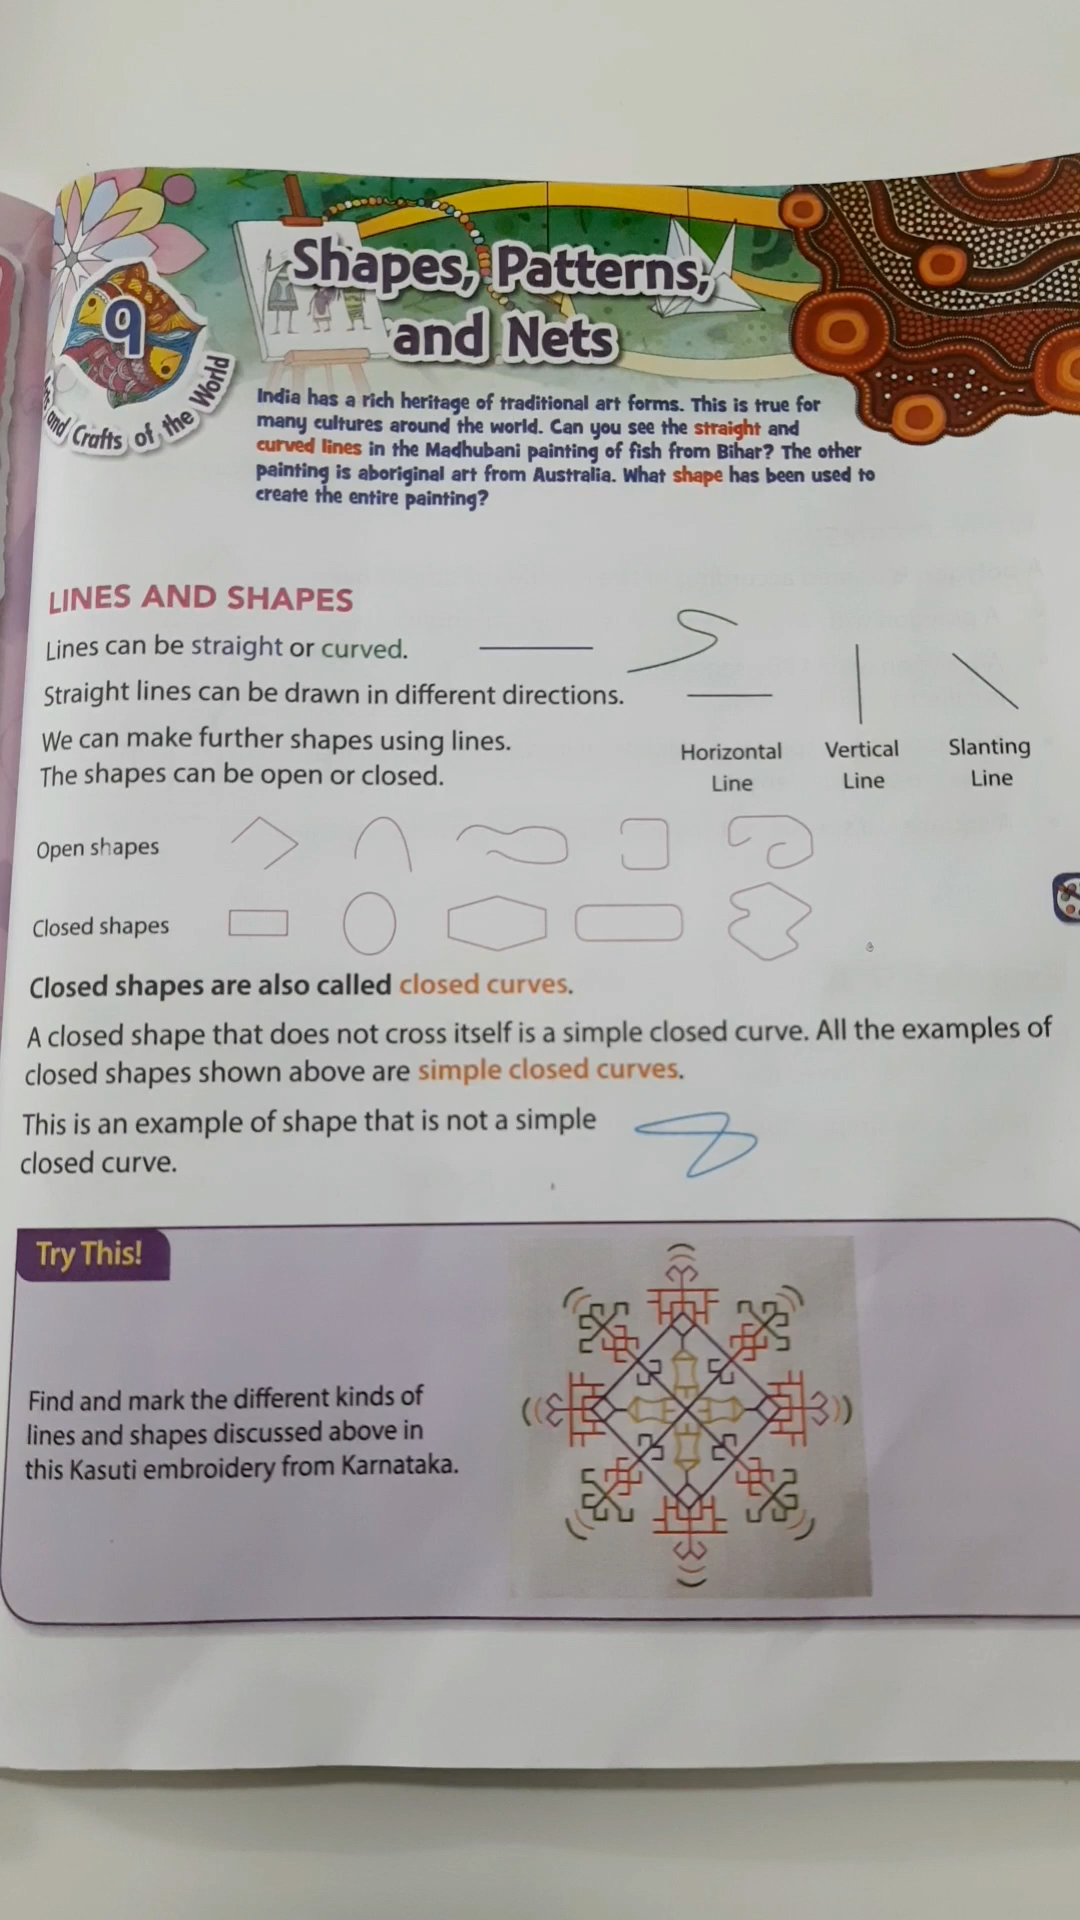 9
Arts and Crafts of the World
Shapes, Patterns,
and Nets
India has a rich heritage of traditional art forms. This is true for
many cultures around the world. Can you see the straight and
curved lines in the Madhubani painting of fish from Bihar? The other
painting is aboriginal art from Australia. What shape has been used to
create the entire painting?
LINES AND SHAPES
Lines can be straight or curved.
Straight lines can be drawn in different directions.
We can make further shapes using lines.
The shapes can be open or closed.
Horizontal
Line
Vertical
Line
Slanting
Line
Open shapes
Closed shapes
Closed shapes are also called closed curves.
A closed shape that does not cross itself is a simple closed curve. All the examples of
closed shapes shown above are simple closed curves.
This is an example of shape that is not a simple
closed curve.
Try This!
Find and mark the different kinds of
lines and shapes discussed above in
this Kasuti embroidery from Karnataka.